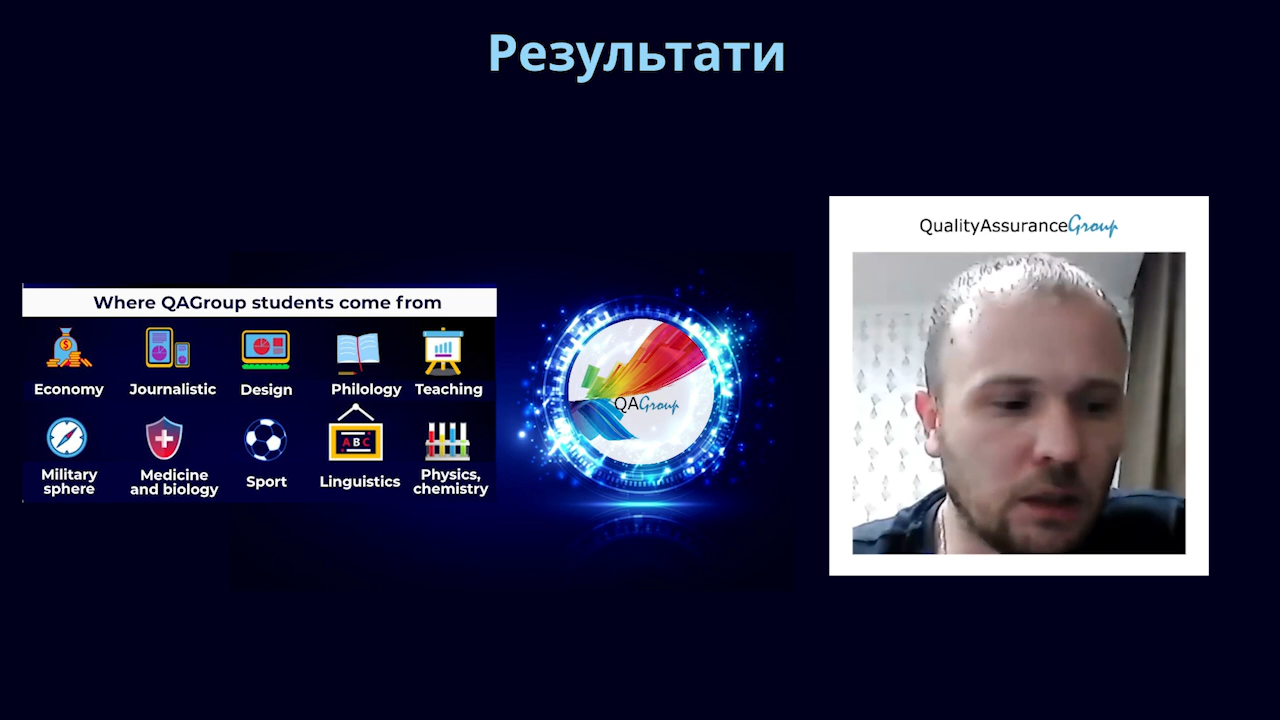 Результати
Where QAGroup students come from
Economy
Journalistic
Design
Philology
Teaching
ABC
Military
sphere
Medicine
and biology
Sport
Linguistics
Physics,
chemistry
QAGroup
QualityAssuranceGroup